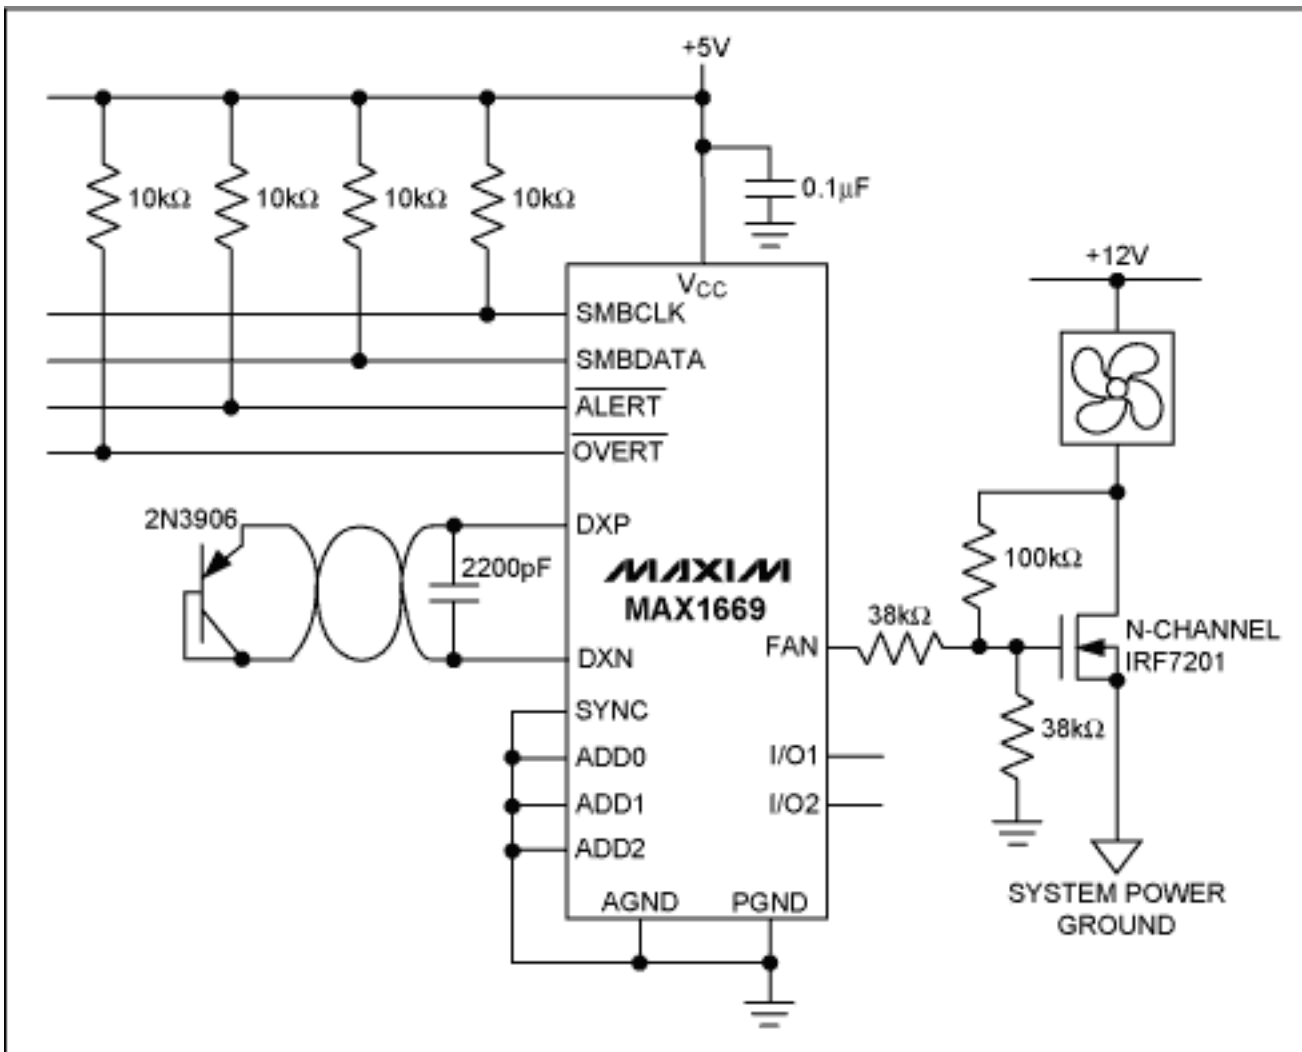 +5V
10kΩ
10kΩ
10kΩ
10kΩ
0.1µF
+12V
VCC
SMBCLK
SMBDATA
ALERT
OVERT
2N3906
DXP
2200pF
MAXIM
MAX1669
100kΩ
38kΩ
N-CHANNEL
IRF7201
FAN
DXN
SYNC
38kΩ
ADD0
I/O1
ADD1
I/O2
ADD2
AGND
PGND
SYSTEM POWER
GROUND